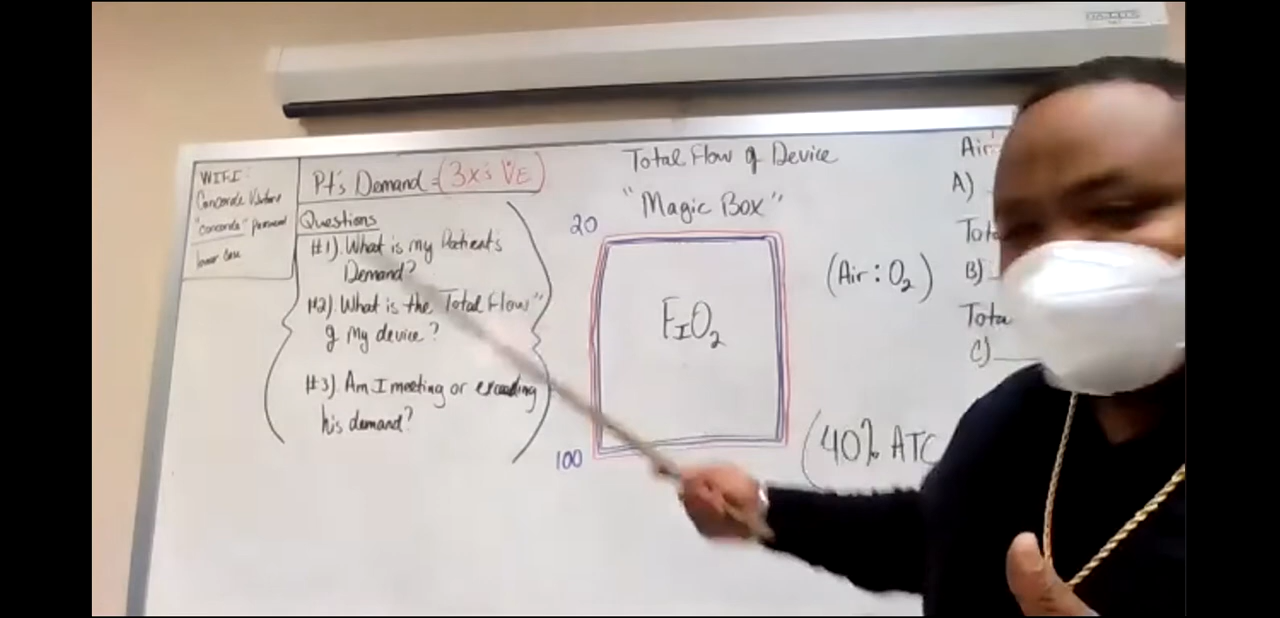 WIFI:
Concorde Visitors
"Concorde" password
lower case
Pt's Demand = (3x's V̇E)
Questions
#1). What is my Patients
Demand?
#2). What is the Total Flow"
of my device?
#3). Am I meeting or exceeding
his demand?
Total Flow of Device
"Magic Box"
20
FIO2
100
(Air : O2)
(40% ATC
Air
A)
Tota
B)
Tota
C)